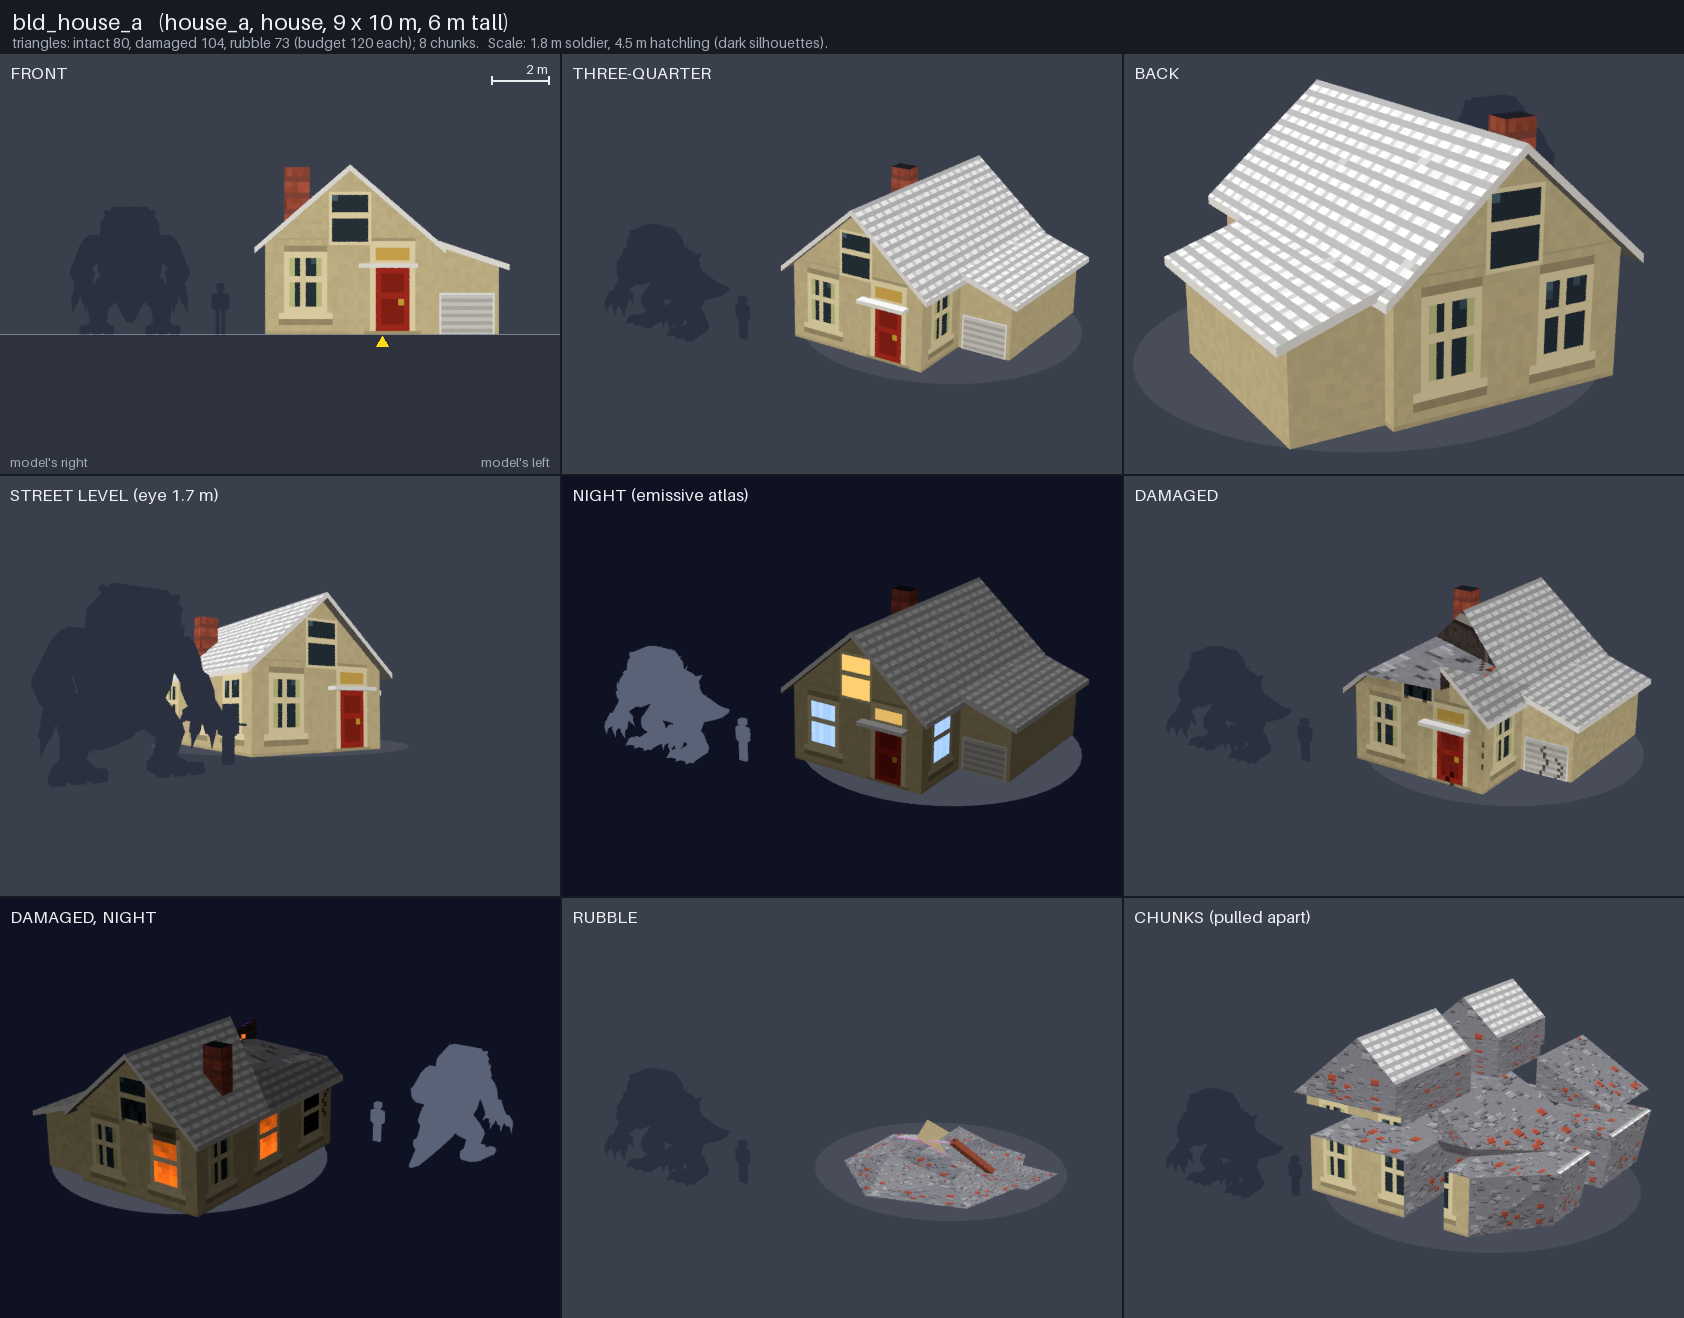 bld_house_a (house_a, house, 9 x 10 m, 6 m tall)
triangles: intact 80, damaged 104, rubble 73 (budget 120 each); 8 chunks. Scale: 1.8 m soldier, 4.5 m hatchling (dark silhouettes).
FRONT
2 m
THREE-QUARTER
BACK
model's right
model's left
STREET LEVEL (eye 1.7 m)
NIGHT (emissive atlas)
DAMAGED
DAMAGED, NIGHT
RUBBLE
CHUNKS (pulled apart)